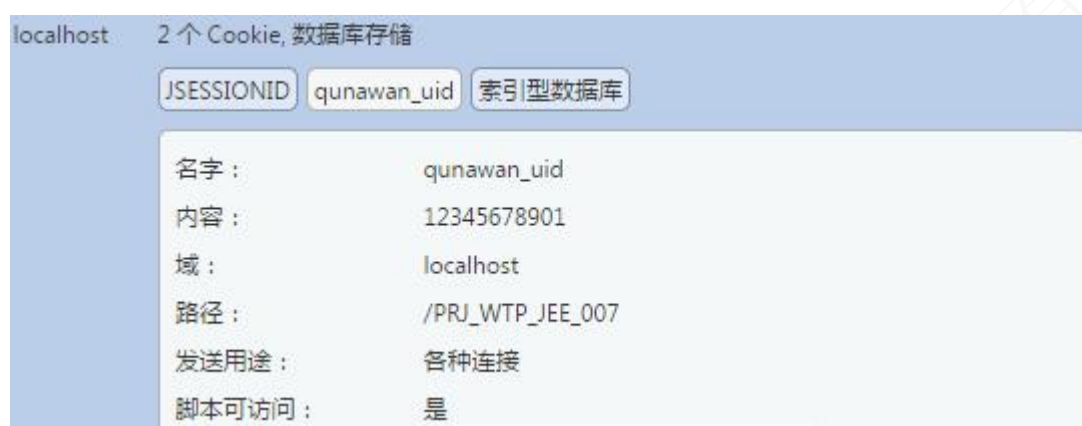 localhost 2 个 Cookie, 数据库存储
JSESSIONID qunawan_uid 索引型数据库
名字： qunawan_uid
内容： 12345678901
域： localhost
路径： /PRJ_WTP_JEE_007
发送用途： 各种连接
脚本可访问： 是